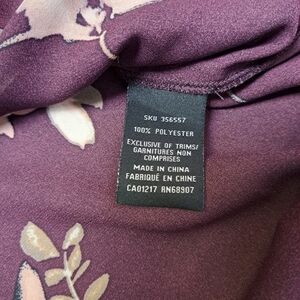 SKU 356557
100% POLYESTER
EXCLUSIVE OF TRIMS/
GARNITURES NON
COMPRISES
MADE IN CHINA
FABRIQUÉ EN CHINE
CA01217 RN68907